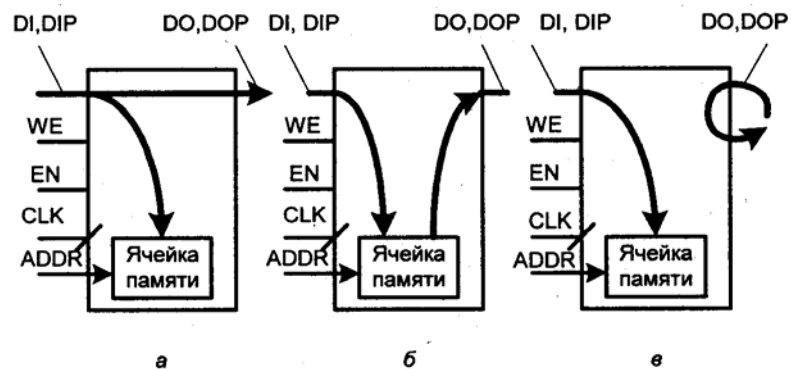 DI,DIP DO,DOP DI, DIP DO,DOP DI, DIP DO,DOP
WE WE WE
EN EN EN
CLK CLK CLK
ADDR ADDR ADDR
Ячейка Ячейка Ячейка
памяти памяти памяти
а б в